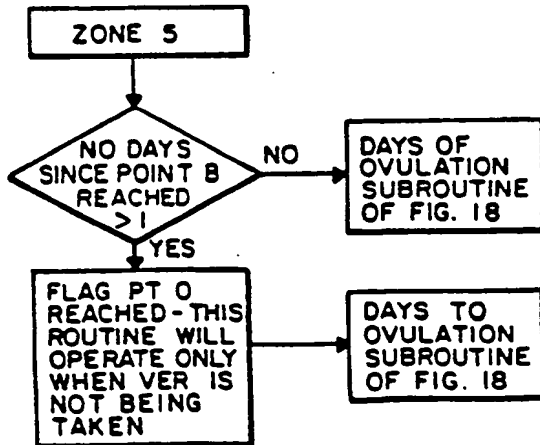 ZONE 5
NO DAYS
SINCE POINT B
REACHED
>1
NO
YES
DAYS OF
OVULATION
SUBROUTINE
OF FIG. 18
FLAG PT O
REACHED-THIS
ROUTINE WILL
OPERATE ONLY
WHEN VER IS
NOT BEING
TAKEN
DAYS TO
OVULATION
SUBROUTINE
OF FIG. 18